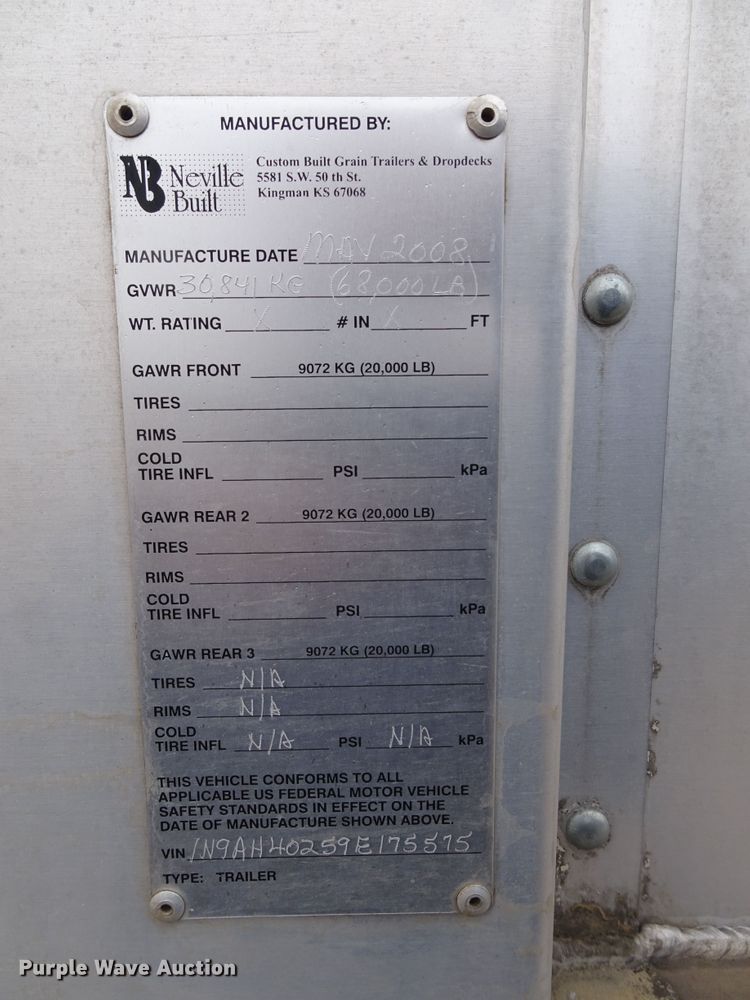 MANUFACTURED BY:
NB Neville Built
Custom Built Grain Trailers & Dropdecks
5581 S.W. 50 th St.
Kingman KS 67068
MANUFACTURE DATE MAY 2008
GVWR 30,841 KG (68,000 LB)
WT. RATING X # IN X FT
GAWR FRONT 9072 KG (20,000 LB)
TIRES
RIMS
COLD
TIRE INFL PSI kPa
GAWR REAR 2 9072 KG (20,000 LB)
TIRES
RIMS
COLD
TIRE INFL PSI kPa
GAWR REAR 3 9072 KG (20,000 LB)
TIRES N/A
RIMS N/A
COLD
TIRE INFL N/A PSI N/A kPa
THIS VEHICLE CONFORMS TO ALL
APPLICABLE US FEDERAL MOTOR VEHICLE
SAFETY STANDARDS IN EFFECT ON THE
DATE OF MANUFACTURE SHOWN ABOVE.
VIN 1N9AH40259E175575
TYPE: TRAILER
Purple Wave Auction